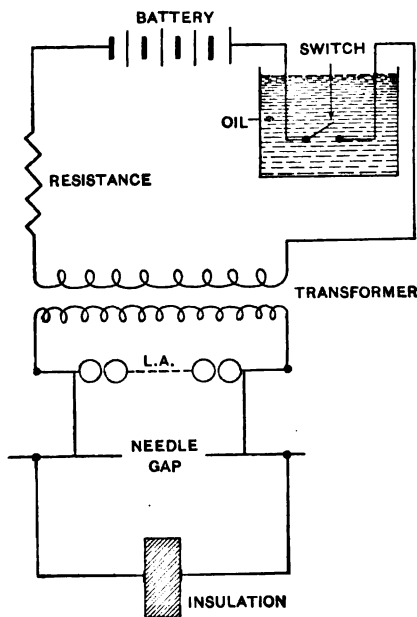 BATTERY
SWITCH
OIL
RESISTANCE
TRANSFORMER
L.A.
NEEDLE
GAP
INSULATION